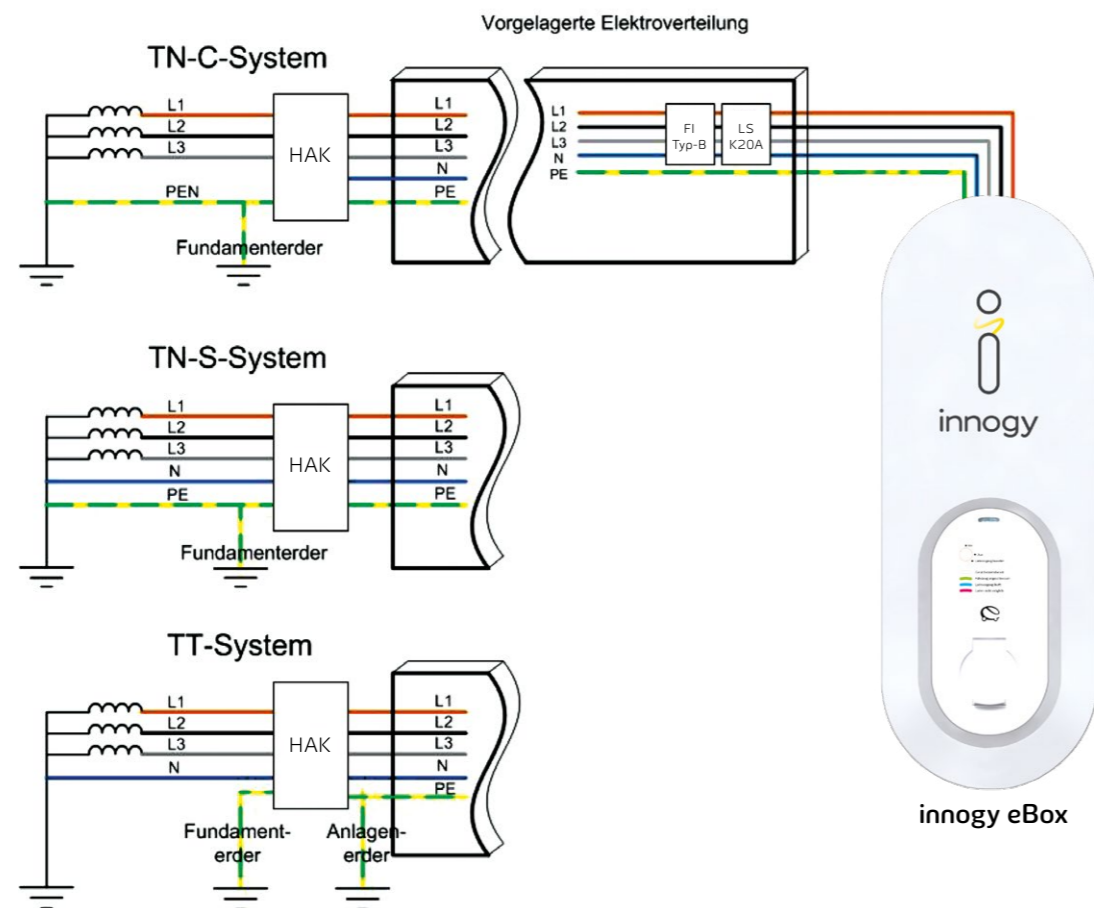 Vorgelagerte Elektroverteilung
TN-C-System
L1
L2
L3
PEN
HAK
L1
L2
L3
N
PE
Fundamenterder
L1
L2
L3
N
PE
FI
Typ-B
LS
K20A
TN-S-System
L1
L2
L3
N
PE
HAK
L1
L2
L3
N
PE
Fundamenterder
TT-System
L1
L2
L3
N
HAK
L1
L2
L3
N
PE
Fundament-
erder
Anlagen-
erder
innogy
innogy eBox